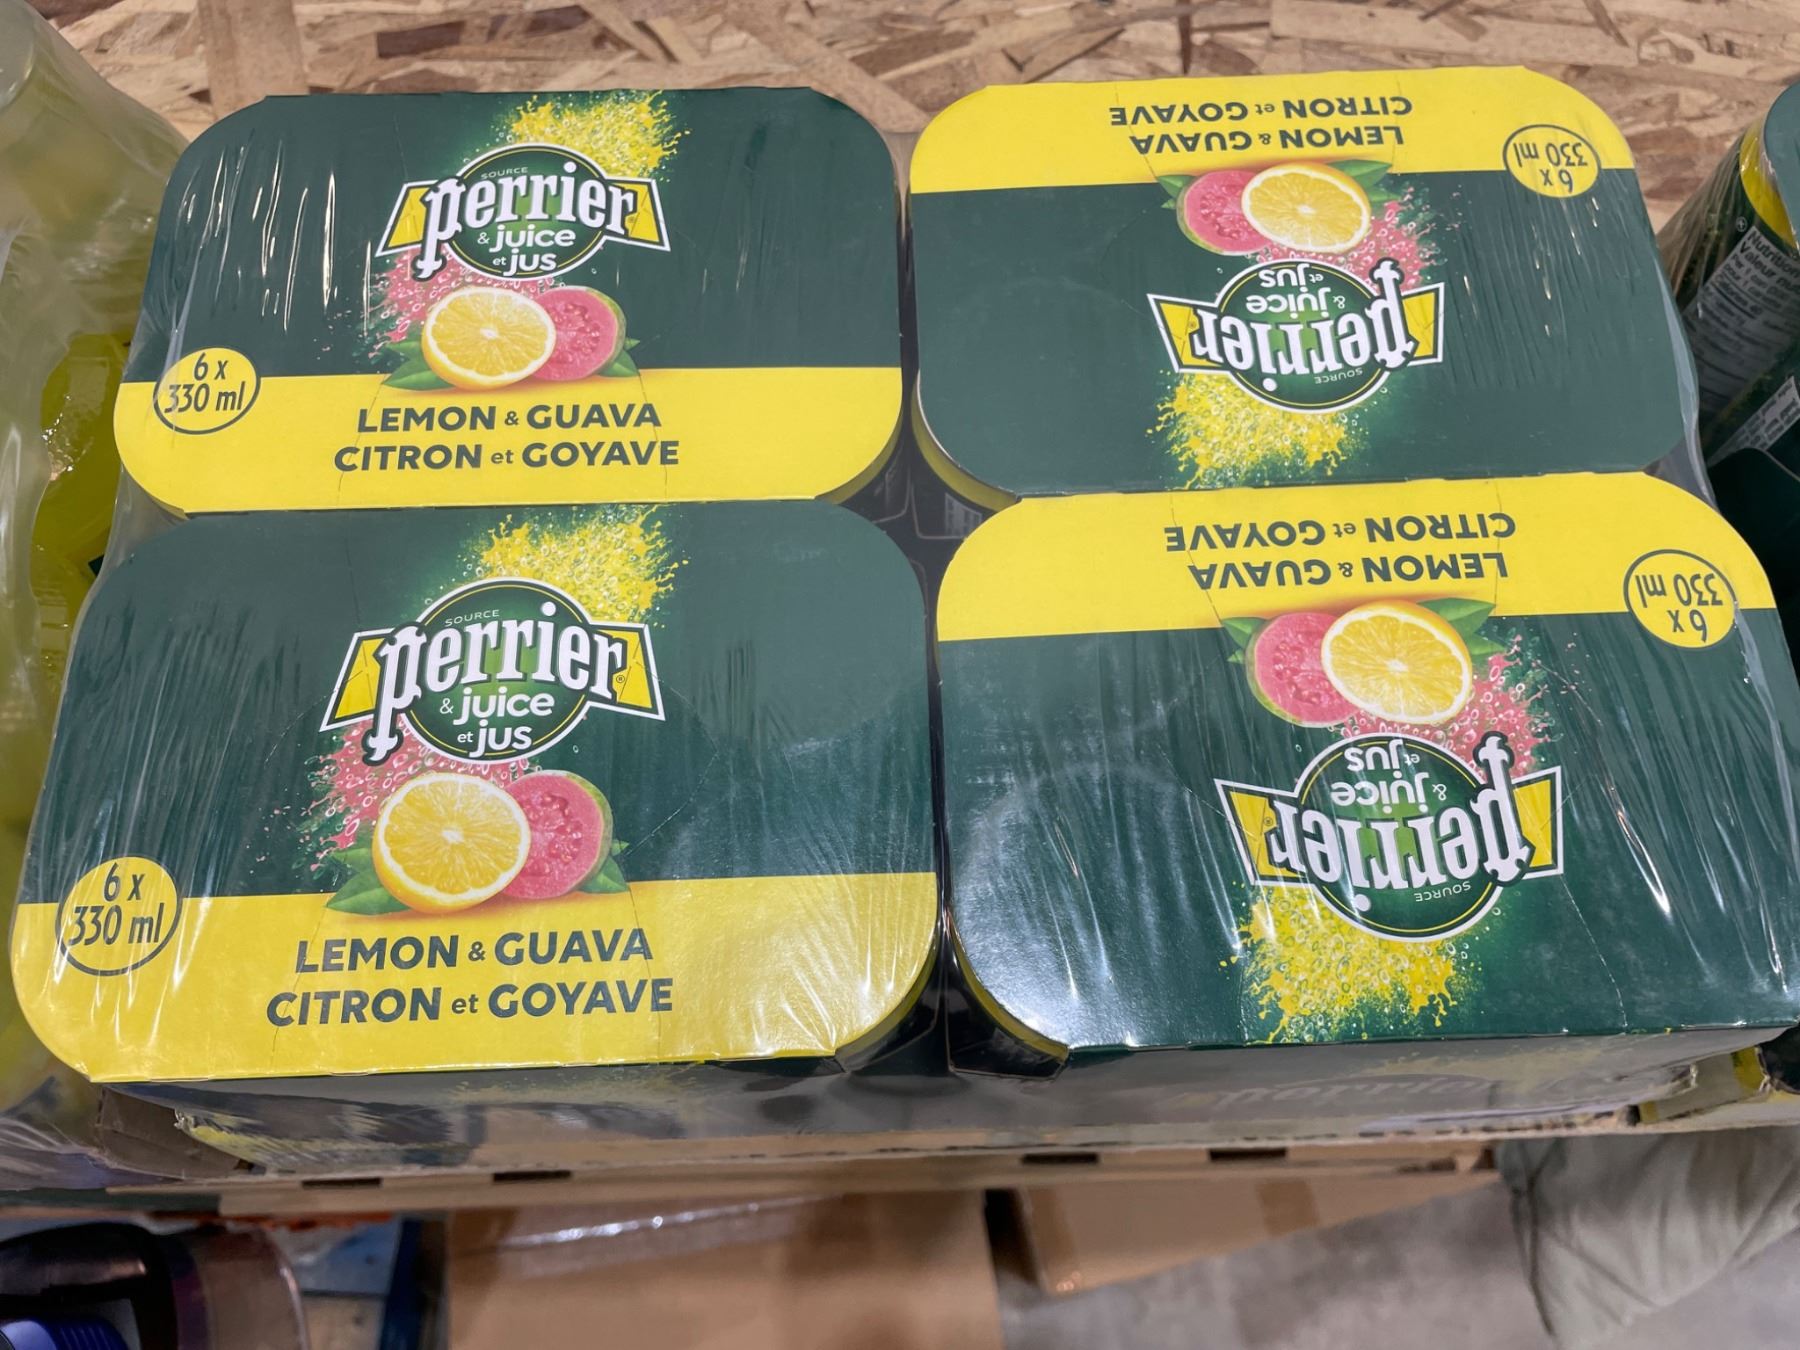 SOURCE
perrier®
& juice
et jus
6 x
330 ml
LEMON & GUAVA
CITRON et GOYAVE
SOURCE
perrier
& juice
et jus
6 x
330 ml
LEMON & GUAVA
CITRON et GOYAVE
SOURCE
perrier®
& juice
et jus
6 x
330 ml
LEMON & GUAVA
CITRON et GOYAVE
SOURCE
perrier®
& juice
et jus
6 x
330 ml
LEMON & GUAVA
CITRON et GOYAVE
Nutrition
Valeur